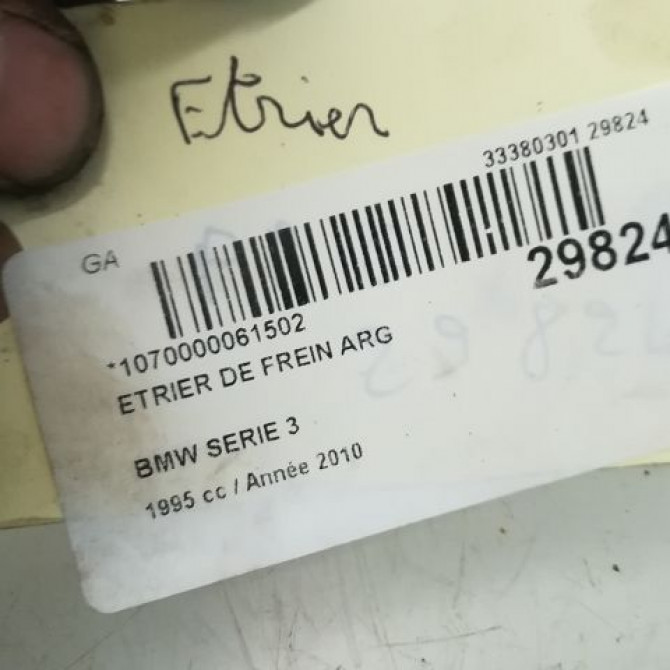 Etrier
33380301 29824
GA
29824
*1070000061502
ETRIER DE FREIN ARG
BMW SERIE 3
1995 cc / Année 2010